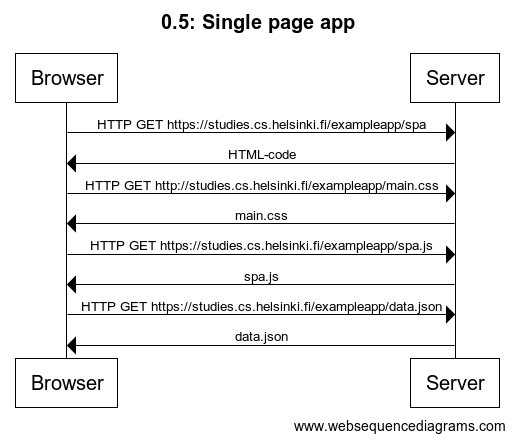 0.5: Single page app
Browser
Server
HTTP GET https://studies.cs.helsinki.fi/exampleapp/spa
HTML-code
HTTP GET http://studies.cs.helsinki.fi/exampleapp/main.css
main.css
HTTP GET https://studies.cs.helsinki.fi/exampleapp/spa.js
spa.js
HTTP GET https://studies.cs.helsinki.fi/exampleapp/data.json
data.json
Browser
Server
www.websequencediagrams.com